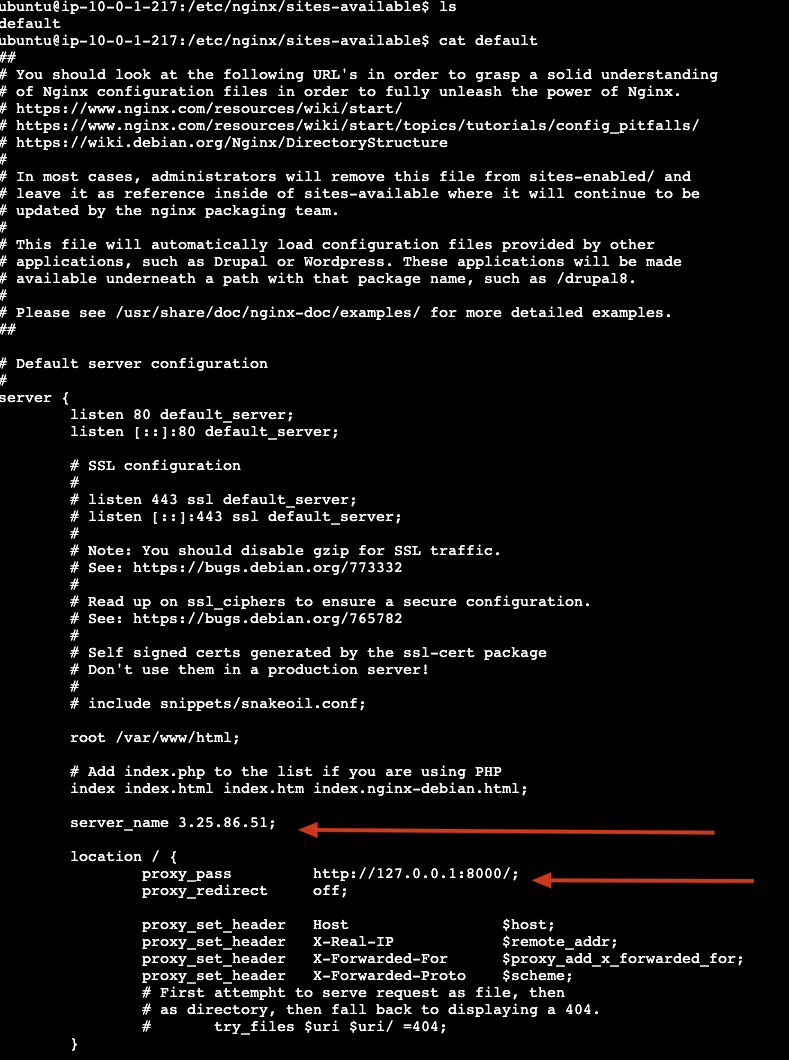 ubuntu@ip-10-0-1-217:/etc/nginx/sites-available$ ls
default
ubuntu@ip-10-0-1-217:/etc/nginx/sites-available$ cat default
##
# You should look at the following URL's in order to grasp a solid understanding
# of Nginx configuration files in order to fully unleash the power of Nginx.
# https://www.nginx.com/resources/wiki/start/
# https://www.nginx.com/resources/wiki/start/topics/tutorials/config_pitfalls/
# https://wiki.debian.org/Nginx/DirectoryStructure
#
# In most cases, administrators will remove this file from sites-enabled/ and
# leave it as reference inside of sites-available where it will continue to be
# updated by the nginx packaging team.
#
# This file will automatically load configuration files provided by other
# applications, such as Drupal or Wordpress. These applications will be made
# available underneath a path with that package name, such as /drupal8.
#
# Please see /usr/share/doc/nginx-doc/examples/ for more detailed examples.
##

# Default server configuration
#
server {
        listen 80 default_server;
        listen [::]:80 default_server;

        # SSL configuration
        #
        # listen 443 ssl default_server;
        # listen [::]:443 ssl default_server;
        #
        # Note: You should disable gzip for SSL traffic.
        # See: https://bugs.debian.org/773332
        #
        # Read up on ssl_ciphers to ensure a secure configuration.
        # See: https://bugs.debian.org/765782
        #
        # Self signed certs generated by the ssl-cert package
        # Don't use them in a production server!
        #
        # include snippets/snakeoil.conf;

        root /var/www/html;

        # Add index.php to the list if you are using PHP
        index index.html index.htm index.nginx-debian.html;

        server_name 3.25.86.51;

        location / {
                proxy_pass         http://127.0.0.1:8000/;
                proxy_redirect     off;

                proxy_set_header   Host                 $host;
                proxy_set_header   X-Real-IP            $remote_addr;
                proxy_set_header   X-Forwarded-For      $proxy_add_x_forwarded_for;
                proxy_set_header   X-Forwarded-Proto    $scheme;
                # First attempht to serve request as file, then
                # as directory, then fall back to displaying a 404.
                #       try_files $uri $uri/ =404;
        }